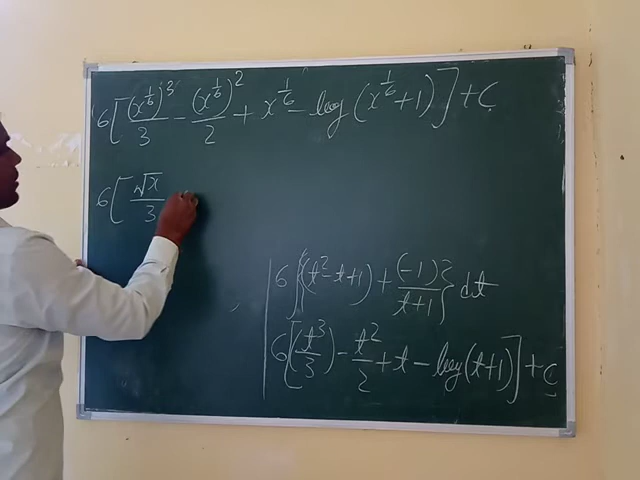 6[(x^{1/6})^3/3 - (x^{1/6})^2/2 + x^{1/6} - log(x^{1/6}+1)] + C
6[√x/3
6∫{(t^2-t+1) + (-1)/(t+1)} dt
6[(t^3/3) - t^2/2 + t - log(t+1)] + C